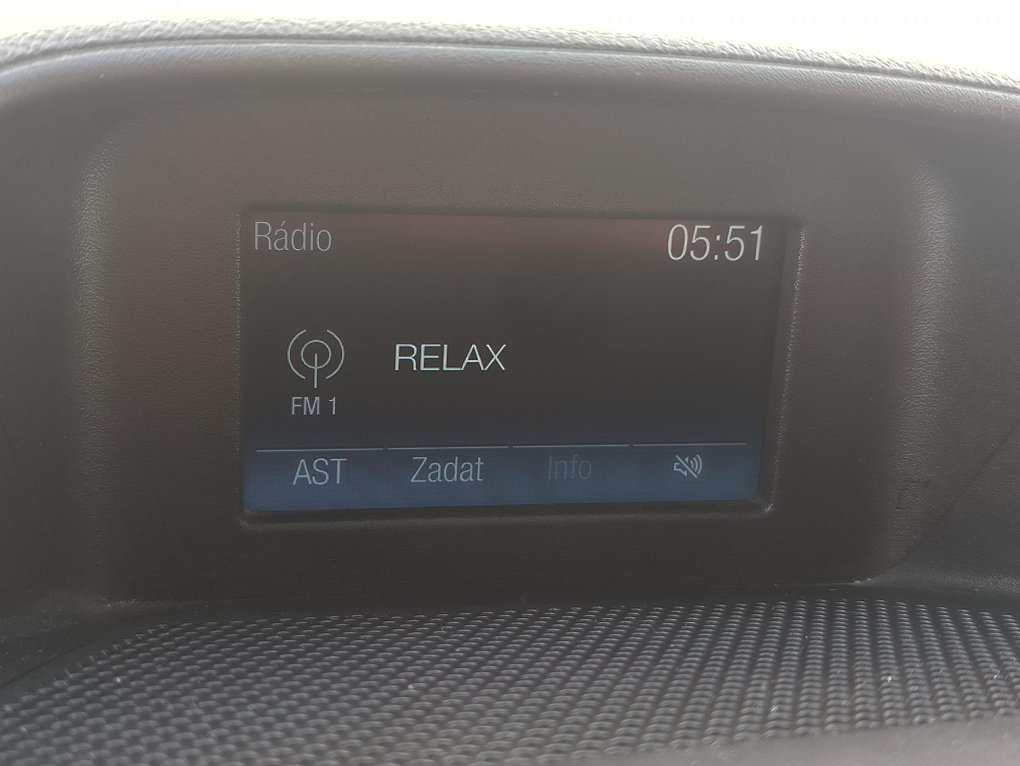 Rádio 05:51
RELAX
FM 1
AST Zadat Info